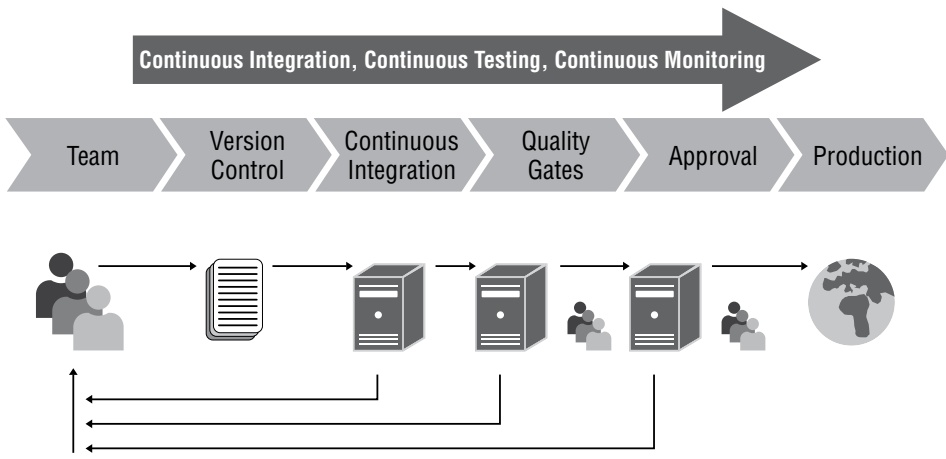 Continuous Integration, Continuous Testing, Continuous Monitoring
Team
Version
Control
Continuous
Integration
Quality
Gates
Approval
Production